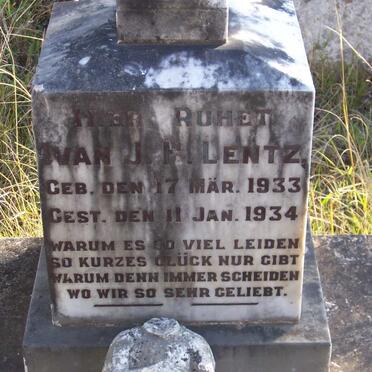 HIER RUHET
IVAN J. H. LENTZ,
GEB. DEN 17 MÄR. 1933
GEST. DEN 11 JAN. 1934
WARUM ES SO VIEL LEIDEN
SO KURZES GLÜCK NUR GIBT
WARUM DENN IMMER SCHEIDEN
WO WIR SO SEHR GELIEBT.